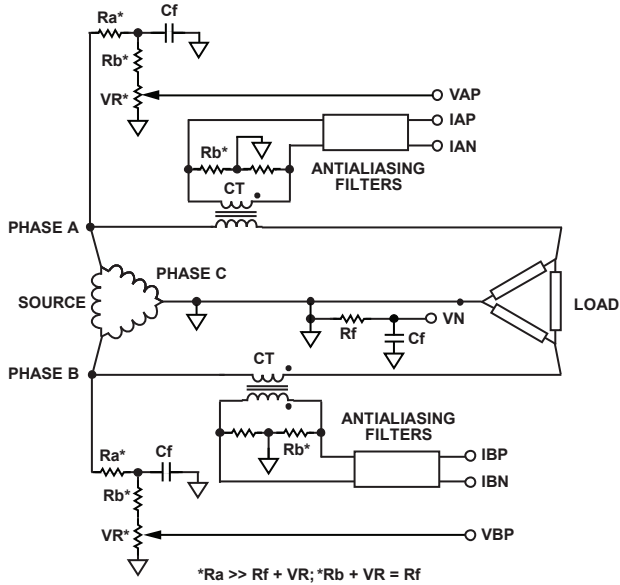 Ra*
Cf
Rb*
VR*
VAP
IAP
IAN
Rb*
ANTIALIASING
FILTERS
CT
PHASE A
PHASE C
SOURCE
LOAD
VN
Rf
Cf
PHASE B
CT
ANTIALIASING
FILTERS
Ra*
Cf
Rb*
IBP
IBN
Rb*
VR*
VBP
*Ra >> Rf + VR; *Rb + VR = Rf